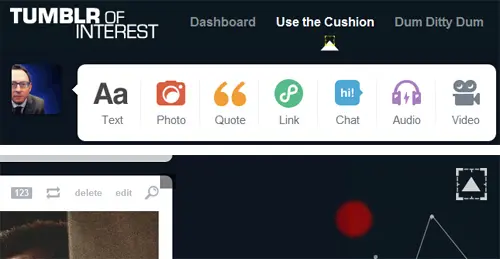 TUMBLR OF
INTEREST
Dashboard Use the Cushion Dum Ditty Dum
Aa hi!
Text Photo Quote Link Chat Audio Video
123 delete edit